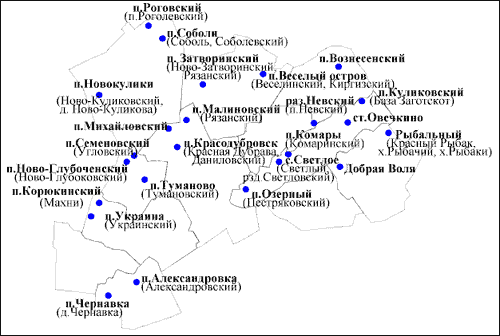 п.Роговский
(п.Роголевский)
п.Соболи
(Соболь, Соболевский)
п. Затворинский
(Ново-Затворинский,
Рязанский)
п.Вознесенский
п.Веселый остров
(Веселинский, Киргизский)
п.Новокулики
(Ново-Куликовский,
д. Ново-Куликова)
п.Куликовский
(База Заготскот)
раз.Невский
(п.Невский)
п.Малиновский
(Рязанский)
ст.Овечкино
п.Михайловский
Рыбальный
(Красный Рыбак,
х.Рыбачий, х.Рыбаки)
п.Комары
(Комаринский)
п.Семеновский
(Угловский)
п.Красодубровск
(Красная Дубрава,
Даниловский)
с.Светлое
(Светлый,
рзд Светловский)
Добрая Воля
п.Ново-Глубоченский
(Ново-Глубоковский)
п.Туманово
(Тумановский)
п.Корюкинский
(Махни)
п.Озерный
(Пестряковский)
п.Украина
(Украинский)
п.Александровка
(Александровский)
п.Чернавка
(д.Чернавка)